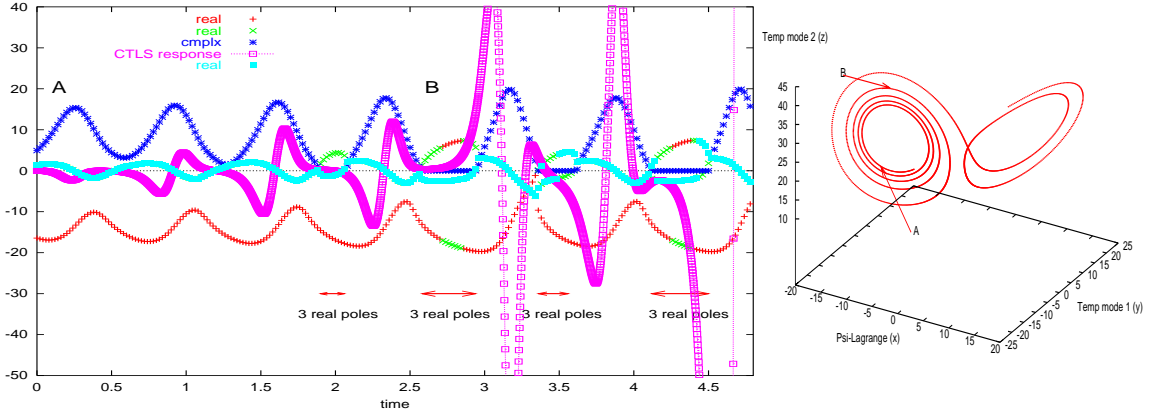 real
real
cmplx
CTLS response
real
40
30
20
10
0
-10
-20
-30
-40
-50
A
B
3 real poles
3 real poles
3 real poles
3 real poles
0
0.5
1
1.5
2
2.5
3
3.5
4
4.5
time
Temp mode 2 (z)
B
45
40
35
30
25
20
15
10
A
-20
-15
-10
-5
0
5
10
15
20
Psi-Lagrange (x)
-25
-20
-15
-10
-5
0
5
10
15
20
25
Temp mode 1 (y)